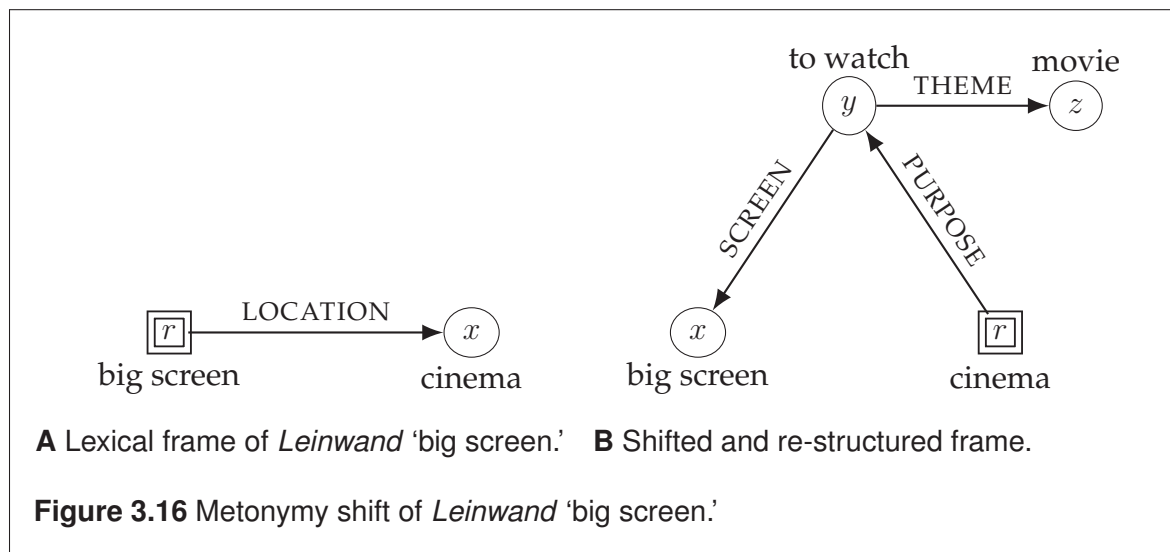 to watch
movie
y
THEME
z
SCREEN
PURPOSE
r
LOCATION
x
x
r
big screen
cinema
big screen
cinema
A Lexical frame of Leinwand ‘big screen.’ B Shifted and re-structured frame.
Figure 3.16 Metonymy shift of Leinwand ‘big screen.’